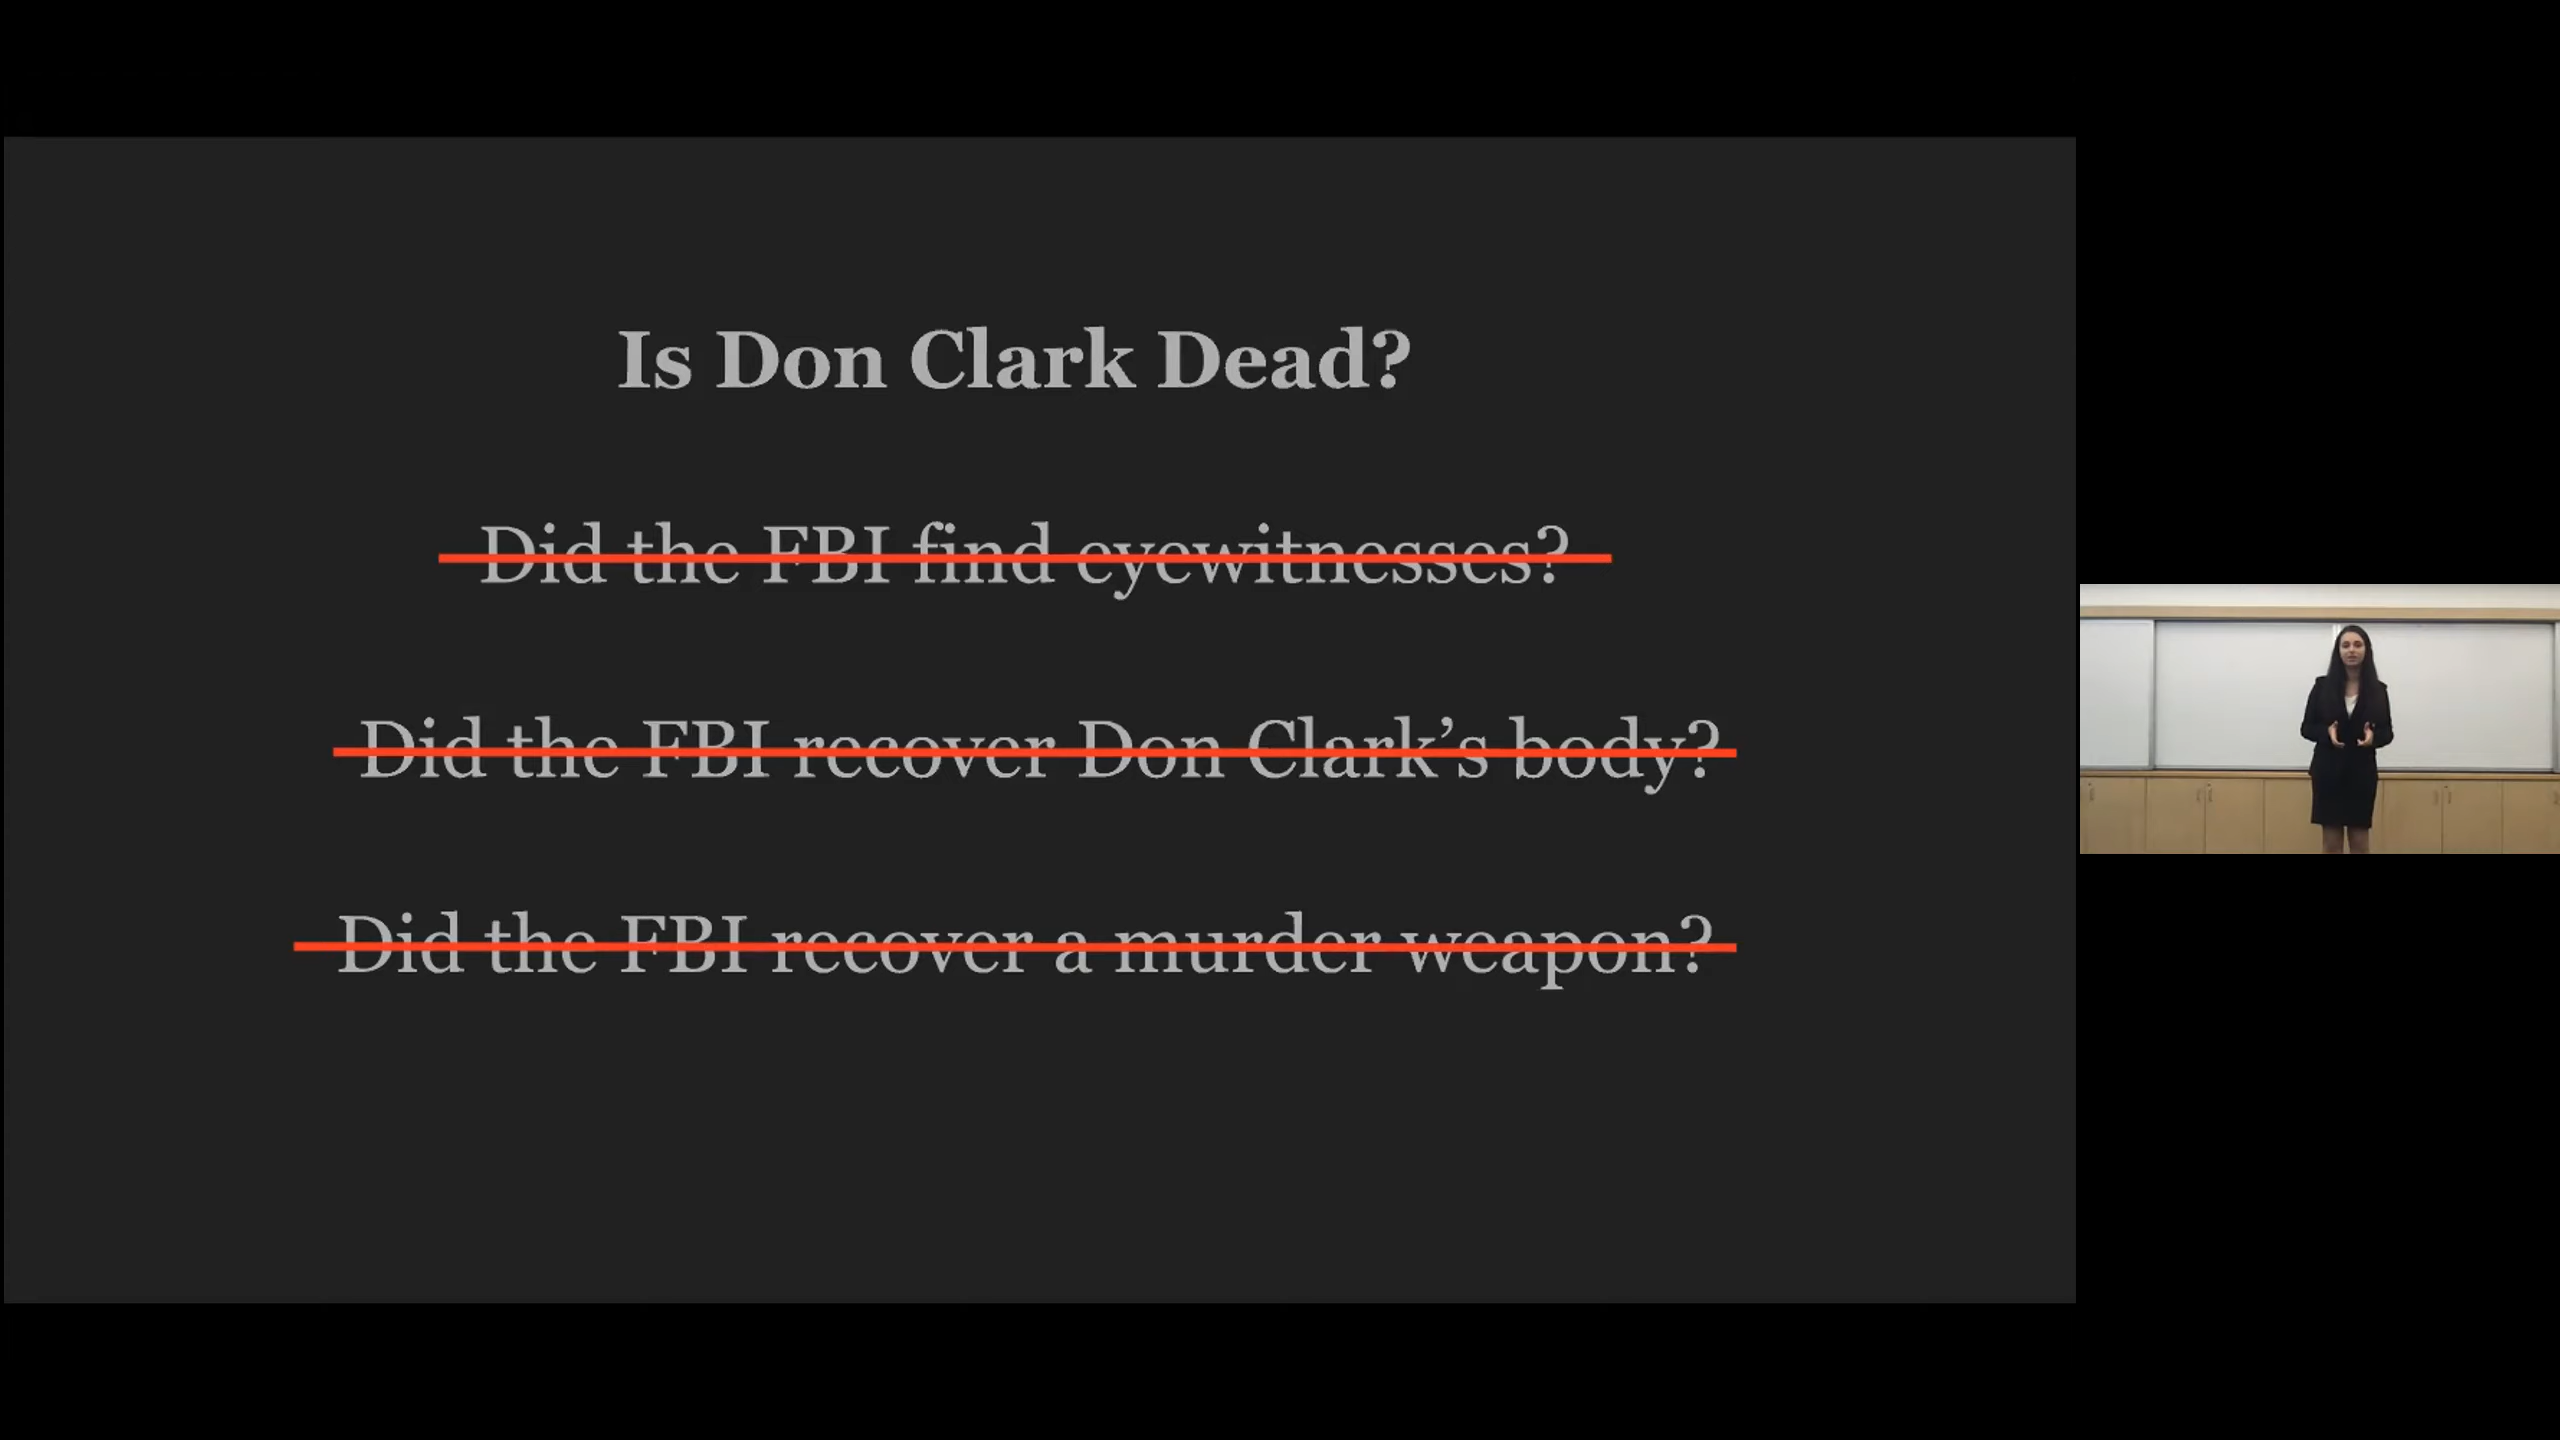 Is Don Clark Dead?
Did the FBI find eyewitnesses?
Did the FBI recover Don Clark’s body?
Did the FBI recover a murder weapon?